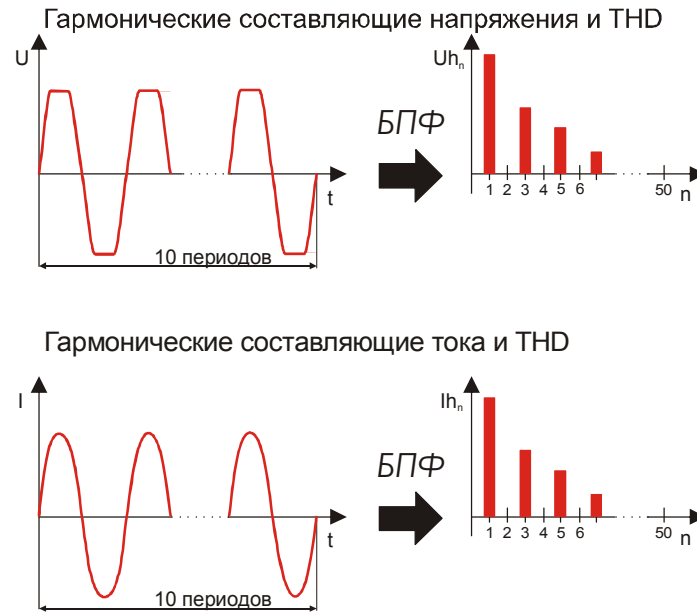 Гармонические составляющие напряжения и THD
U
Uhₙ
БПФ
t
1 2 3 4 5 6 50 n
10 периодов
Гармонические составляющие тока и THD
I
Ihₙ
БПФ
t
1 2 3 4 5 6 50 n
10 периодов